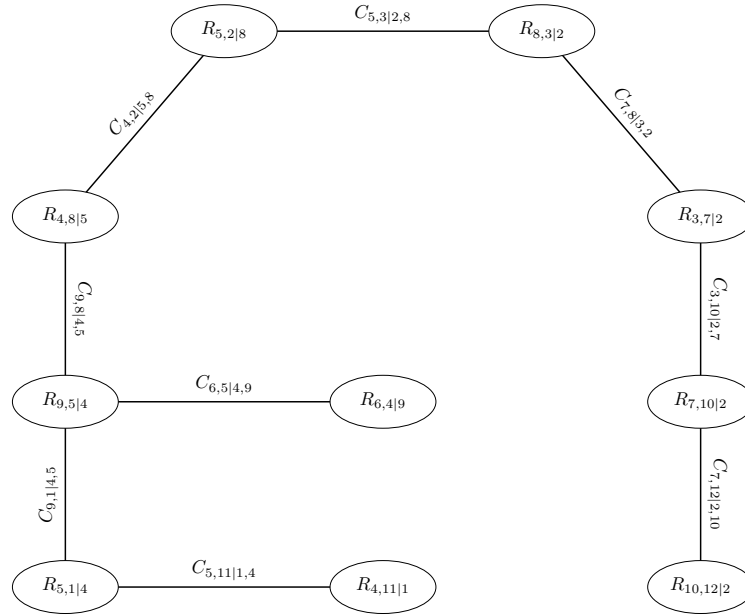 C_{5,3|2,8}
R_{5,2|8}
R_{8,3|2}
C_{4,2|5,8}
C_{7,8|3,2}
R_{4,8|5}
R_{3,7|2}
C_{9,8|4,5}
C_{3,10|2,7}
C_{6,5|4,9}
R_{9,5|4}
R_{6,4|9}
R_{7,10|2}
C_{9,1|4,5}
C_{7,12|2,10}
C_{5,11|1,4}
R_{5,1|4}
R_{4,11|1}
R_{10,12|2}